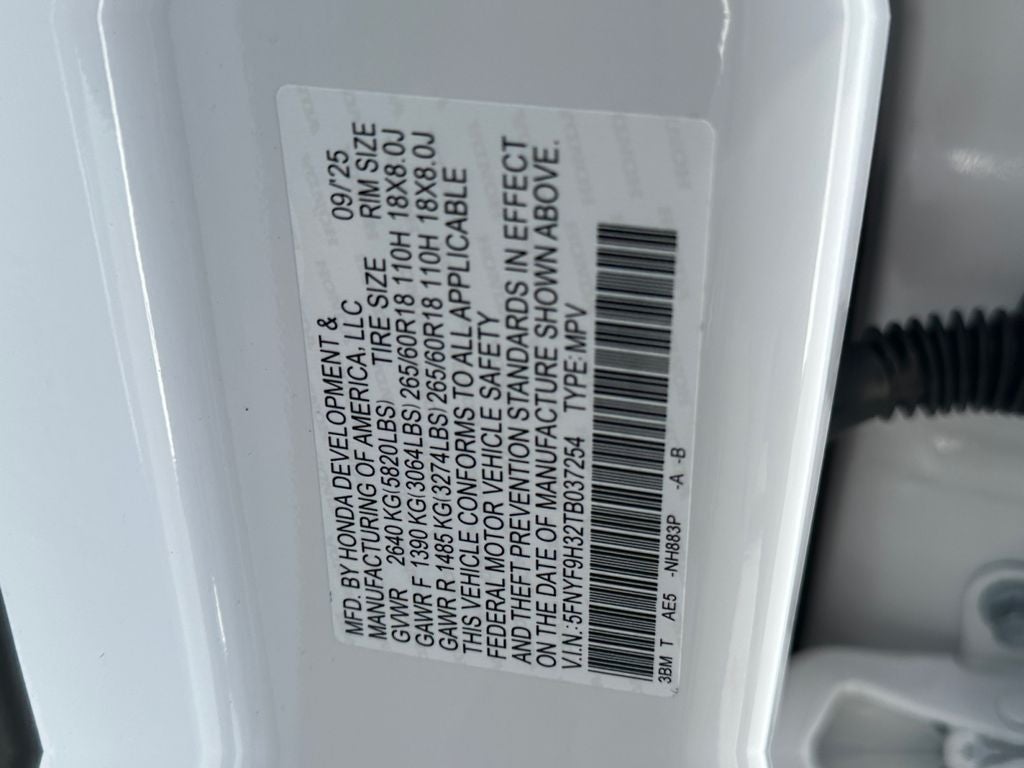 MFD. BY HONDA DEVELOPMENT &
MANUFACTURING OF AMERICA, LLC 09/'25
GVWR 2640 KG(5820LBS) TIRE SIZE RIM SIZE
GAWR F 1390 KG(3064LBS) 265/60R18 110H 18X8.0J
GAWR R 1485 KG(3274LBS) 265/60R18 110H 18X8.0J
THIS VEHICLE CONFORMS TO ALL APPLICABLE
FEDERAL MOTOR VEHICLE SAFETY
AND THEFT PREVENTION STANDARDS IN EFFECT
ON THE DATE OF MANUFACTURE SHOWN ABOVE.
V.I.N.:5FNYF9H32TB037254 TYPE:MPV
3BM T AE5 -NH883P -A -B